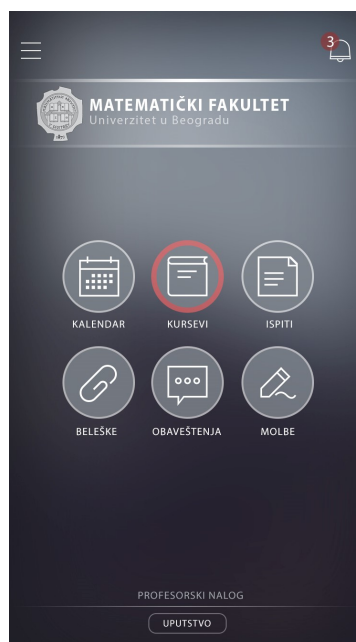 3
MATEMATIČKI FAKULTET
Univerzitet u Beogradu
KALENDAR
KURSEVI
ISPITI
BELEŠKE
OBAVEŠTENJA
MOLBE
PROFESORSKI NALOG
UPUTSTVO